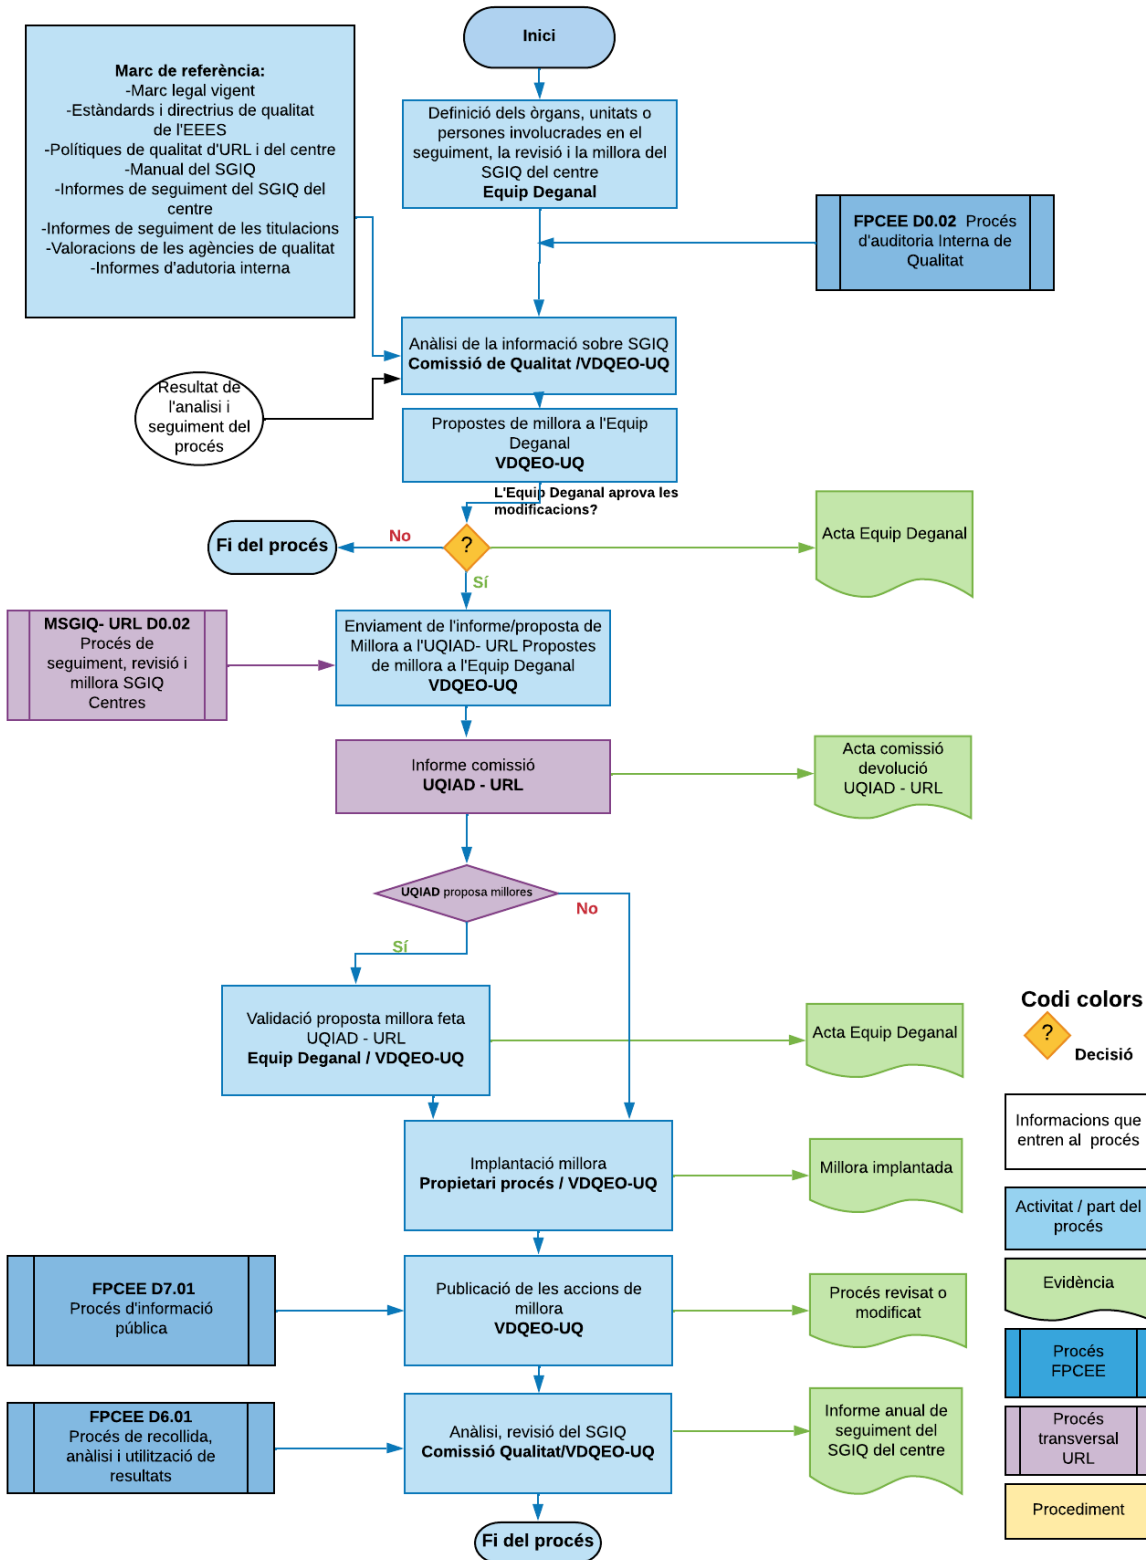 Inici
Marc de referència:
-Marc legal vigent
-Estàndards i directrius de qualitat
de l'EEES
-Polítiques de qualitat d'URL i del centre
-Manual del SGIQ
-Informes de seguiment del SGIQ del
centre
-Informes de seguiment de les titulacions
-Valoracions de les agències de qualitat
-Informes d'adutoria interna
Definició dels òrgans, unitats o
persones involucrades en el
seguiment, la revisió i la millora del
SGIQ del centre
Equip Deganal
FPCEE D0.02 Procés
d'auditoria Interna de
Qualitat
Anàlisi de la informació sobre SGIQ
Comissió de Qualitat /VDQEO-UQ
Resultat de
l'analisi i
seguiment del
procés
Propostes de millora a l'Equip
Deganal
VDQEO-UQ
L'Equip Deganal aprova les
modificacions?
Fi del procés
No
?
Sí
Acta Equip Deganal
MSGIQ- URL D0.02
Procés de
seguiment, revisió i
millora SGIQ
Centres
Enviament de l'informe/proposta de
Millora a l'UQIAD- URL Propostes
de millora a l'Equip Deganal
VDQEO-UQ
Informe comissió
UQIAD - URL
Acta comissió
devolució
UQIAD - URL
UQIAD proposa millores
No
Sí
Validació proposta millora feta
UQIAD - URL
Equip Deganal / VDQEO-UQ
Acta Equip Deganal
Implantació millora
Propietari procés / VDQEO-UQ
Millora implantada
FPCEE D7.01
Procés d'informació
pública
Publicació de les accions de
millora
VDQEO-UQ
Procés revisat o
modificat
FPCEE D6.01
Procés de recollida,
anàlisi i utilització de
resultats
Anàlisi, revisió del SGIQ
Comissió Qualitat/VDQEO-UQ
Informe anual de
seguiment del
SGIQ del centre
Fi del procés
Codi colors
?
Decisió
Informacions que
entren al procés
Activitat / part del
procés
Evidència
Procés
FPCEE
Procés
transversal
URL
Procediment